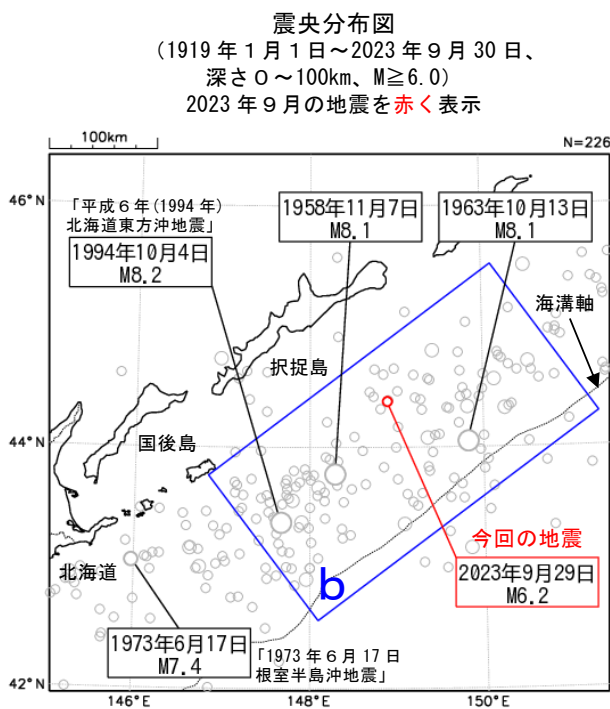 震央分布図
（1919年1月1日～2023年9月30日、
深さ０～100km、M≧6.0）
2023年9月の地震を赤く表示
100km
N=226
46°N
「平成６年(1994年)
北海道東方沖地震」
1994年10月4日
M8.2
1958年11月7日
M8.1
1963年10月13日
M8.1
海溝軸
択捉島
44°N
国後島
今回の地震
2023年9月29日
M6.2
北海道
b
1973年6月17日
M7.4
「1973年６月17日
根室半島沖地震」
42°N
146°E
148°E
150°E